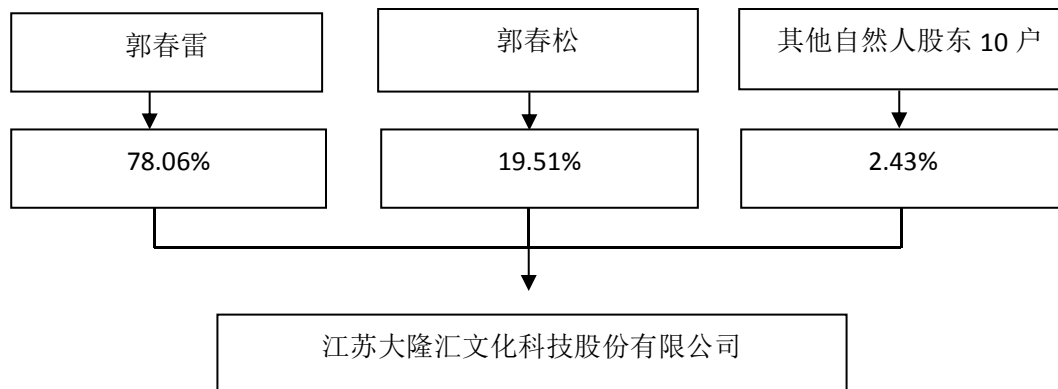 郭春雷
郭春松
其他自然人股东 10 户
78.06%
19.51%
2.43%
江苏大隆汇文化科技股份有限公司